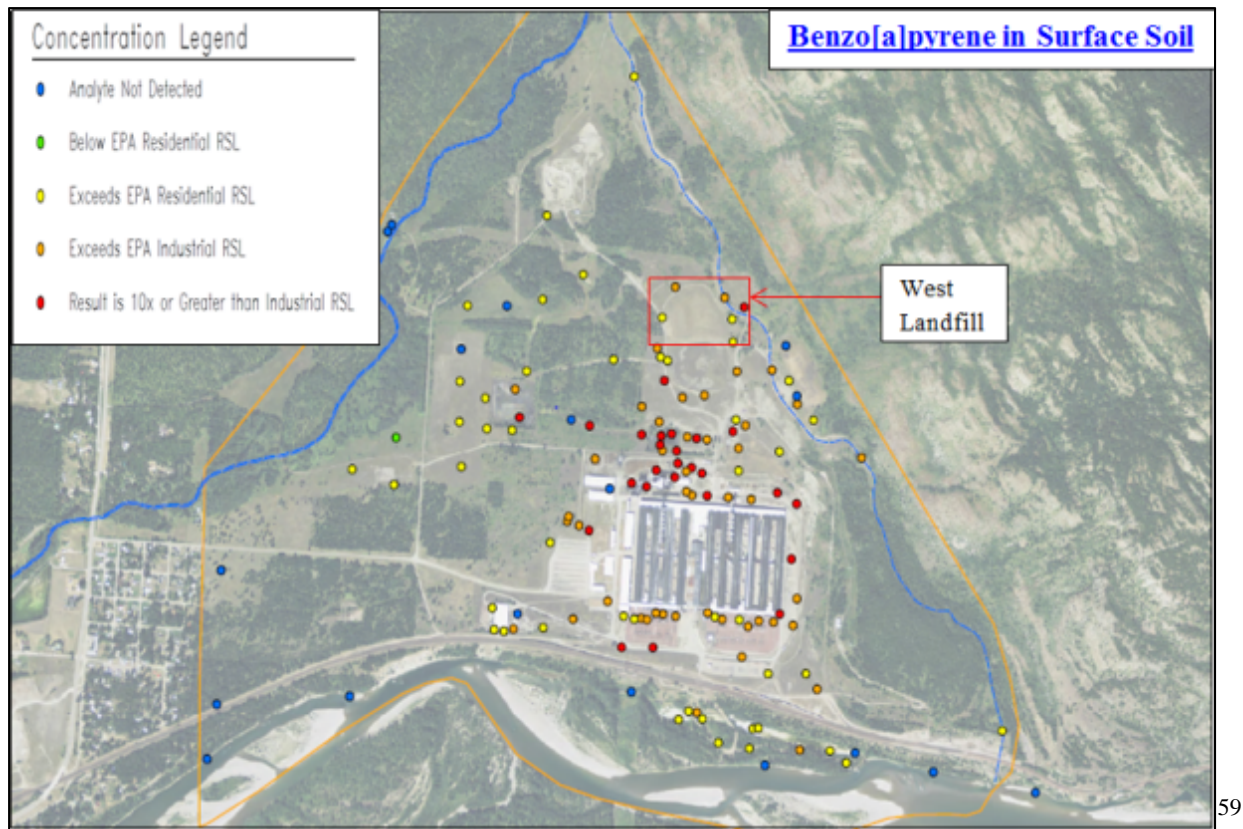 Concentration Legend
Analyte Not Detected
Below EPA Residential RSL
Exceeds EPA Residential RSL
Exceeds EPA Industrial RSL
Result is 10x or Greater than Industrial RSL
Benzo[a]pyrene in Surface Soil
West
Landfill
59